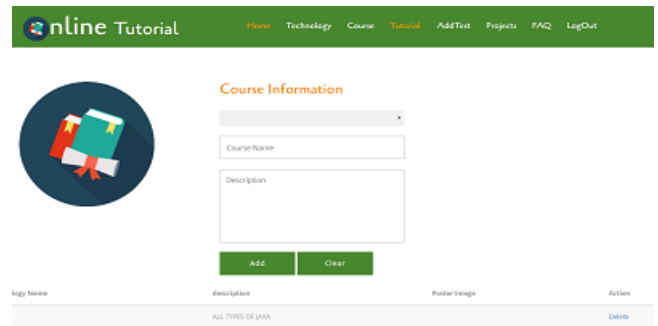 nline Tutorial
Home Technology Course Tutorial AddTest Projects FAQ LogOut
Course Information
Course Name
Description
Add Clear
logy Name description Poster Image Action
ALL TYPES OF JAVA Delete